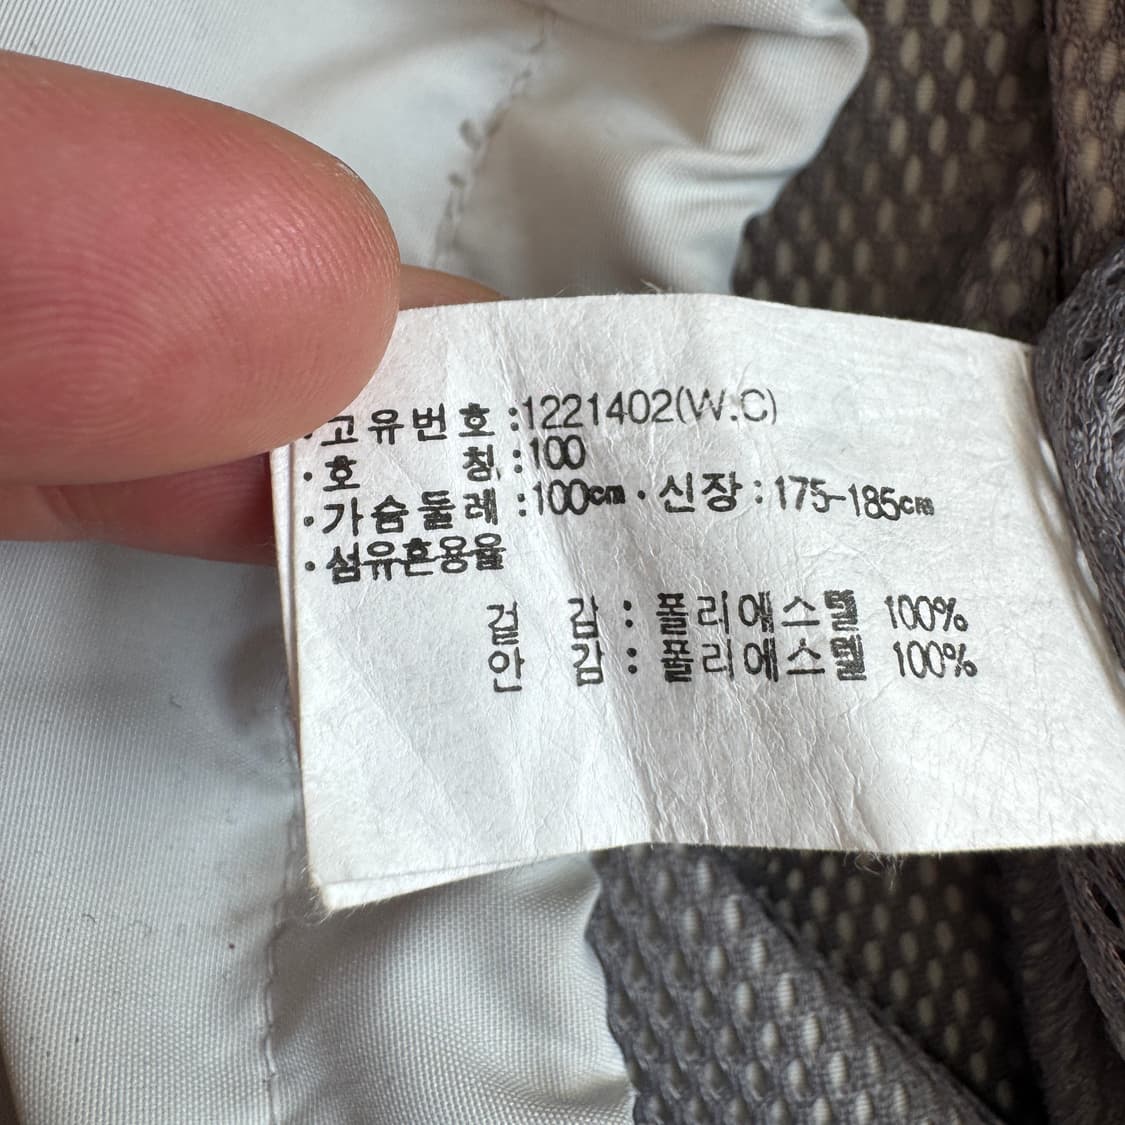 ·고유번호 :1221402(W.C)
·호 칭 :100
·가슴둘레 :100cm ·신장 :175-185cm
·섬유혼용율
겉 감 : 폴리에스텔 100%
안 감 : 폴리에스텔 100%